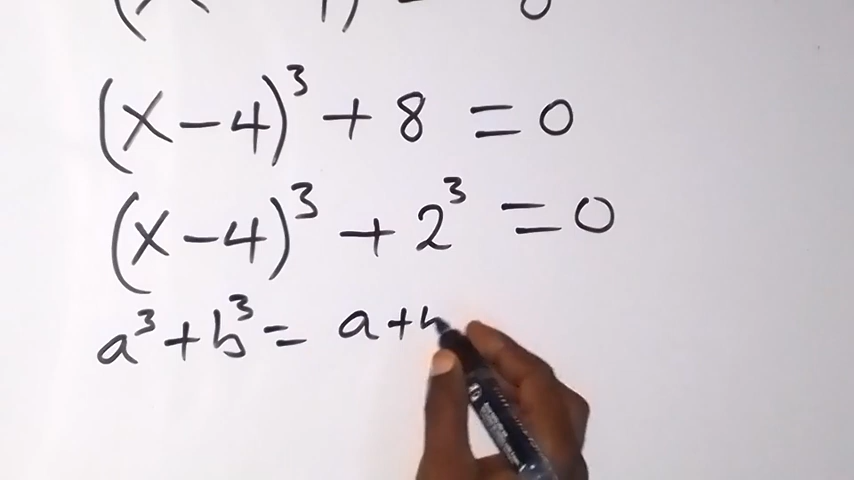 (x-4)³ + 8 = 0
(x-4)³ + 2³ = 0
a³ + b³ = a + b